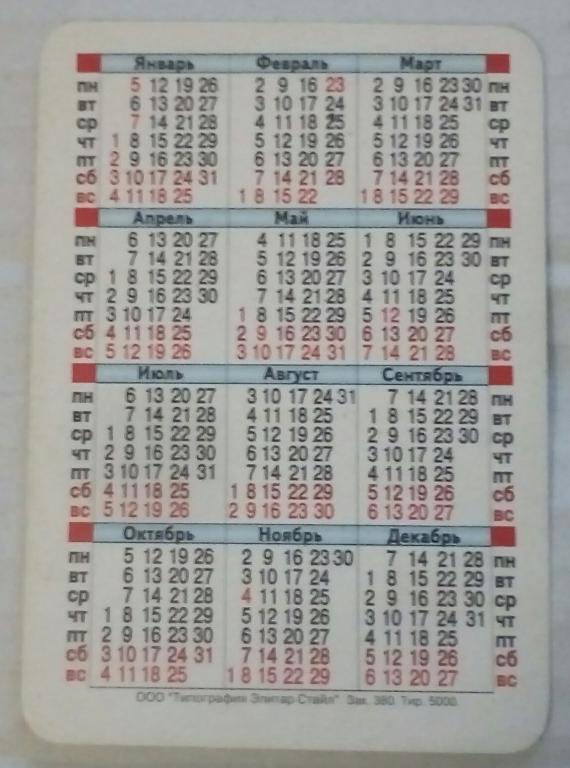 Январь Февраль Март
пн 5 12 19 26 2 9 16 23 2 9 16 23 30 пн
вт 6 13 20 27 3 10 17 24 3 10 17 24 31 вт
ср 7 14 21 28 4 11 18 25 4 11 18 25 ср
чт 1 8 15 22 29 5 12 19 26 5 12 19 26 чт
пт 2 9 16 23 30 6 13 20 27 6 13 20 27 пт
сб 3 10 17 24 31 7 14 21 28 7 14 21 28 сб
вс 4 11 18 25 1 8 15 22 1 8 15 22 29 вс
Апрель Май Июнь
пн 6 13 20 27 4 11 18 25 1 8 15 22 29 пн
вт 7 14 21 28 5 12 19 26 2 9 16 23 30 вт
ср 1 8 15 22 29 6 13 20 27 3 10 17 24 ср
чт 2 9 16 23 30 7 14 21 28 4 11 18 25 чт
пт 3 10 17 24 1 8 15 22 29 5 12 19 26 пт
сб 4 11 18 25 2 9 16 23 30 6 13 20 27 сб
вс 5 12 19 26 3 10 17 24 31 7 14 21 28 вс
Июль Август Сентябрь
пн 6 13 20 27 3 10 17 24 31 7 14 21 28 пн
вт 7 14 21 28 4 11 18 25 1 8 15 22 29 вт
ср 1 8 15 22 29 5 12 19 26 2 9 16 23 30 ср
чт 2 9 16 23 30 6 13 20 27 3 10 17 24 чт
пт 3 10 17 24 31 7 14 21 28 4 11 18 25 пт
сб 4 11 18 25 1 8 15 22 29 5 12 19 26 сб
вс 5 12 19 26 2 9 16 23 30 6 13 20 27 вс
Октябрь Ноябрь Декабрь
пн 5 12 19 26 2 9 16 23 30 7 14 21 28 пн
вт 6 13 20 27 3 10 17 24 1 8 15 22 29 вт
ср 7 14 21 28 4 11 18 25 2 9 16 23 30 ср
чт 1 8 15 22 29 5 12 19 26 3 10 17 24 31 чт
пт 2 9 16 23 30 6 13 20 27 4 11 18 25 пт
сб 3 10 17 24 31 7 14 21 28 5 12 19 26 сб
вс 4 11 18 25 1 8 15 22 29 6 13 20 27 вс
ООО "Типография Элитар-Стайл". Зак. 380. Тир. 5000.